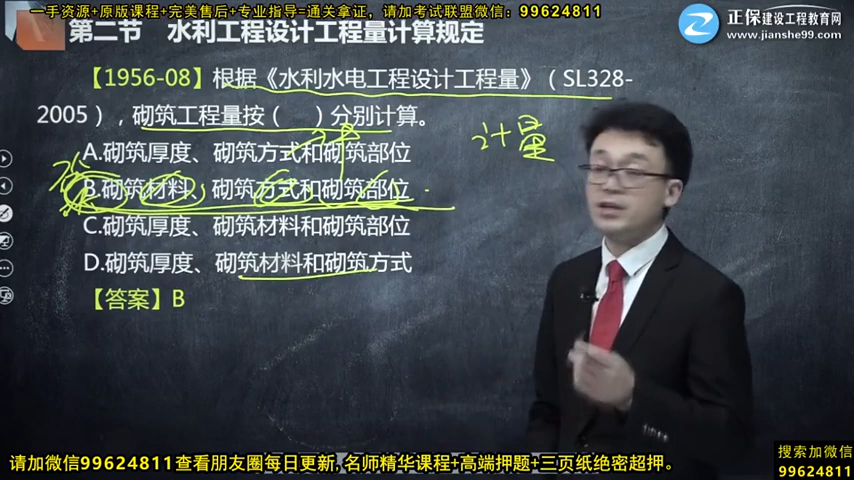 一手资源+原版课程+完美售后+专业指导=通关拿证，请加考试联盟微信：99624811
正保建设工程教育网
www.jianshe99.com
第二节 水利工程设计工程量计算规定
【1956-08】根据《水利水电工程设计工程量》（SL328-
2005），砌筑工程量按（ ）分别计算。
计量
A.砌筑厚度、砌筑方式和砌筑部位
B.砌筑材料、砌筑方式和砌筑部位
C.砌筑厚度、砌筑材料和砌筑部位
D.砌筑厚度、砌筑材料和砌筑方式
【答案】B
搜索加微信
请加微信99624811查看朋友圈每日更新,名师精华课程+高端押题+三页纸绝密超押。
99624811